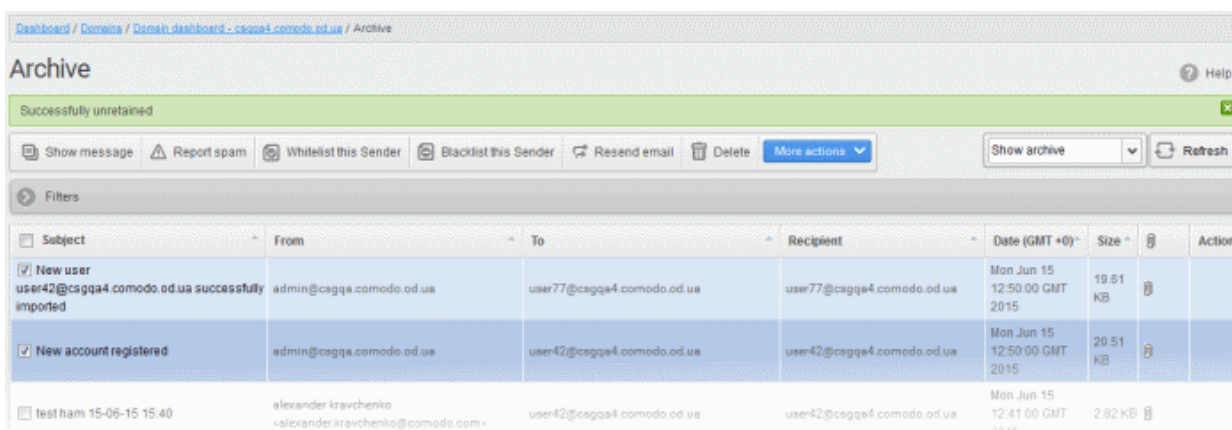 Dashboard / Domains / Domain dashboard - csgqa4.comodo.od.ua / Archive
Archive
Help
Successfully unretained
Show message Report spam Whitelist this Sender Blacklist this Sender Resend email Delete More actions Show archive Refresh
Filters
Subject From To Recipient Date (GMT +0) Size Action
New user
user42@csgqa4.comodo.od.ua successfully
imported
admin@csgqa.comodo.od.ua
user77@csgqa4.comodo.od.ua
user77@csgqa4.comodo.od.ua
Mon Jun 15
12:50:00 GMT
2015
19.61
KB
New account registered
admin@csgqa.comodo.od.ua
user42@csgqa4.comodo.od.ua
user42@csgqa4.comodo.od.ua
Mon Jun 15
12:50:00 GMT
2015
20.51
KB
test ham 15-06-15 15:40
alexander kravchenko
<alexander.kravchenko@comodo.com>
user42@csgqa4.comodo.od.ua
user42@csgqa4.comodo.od.ua
Mon Jun 15
12:41:00 GMT
2015
2.82 KB